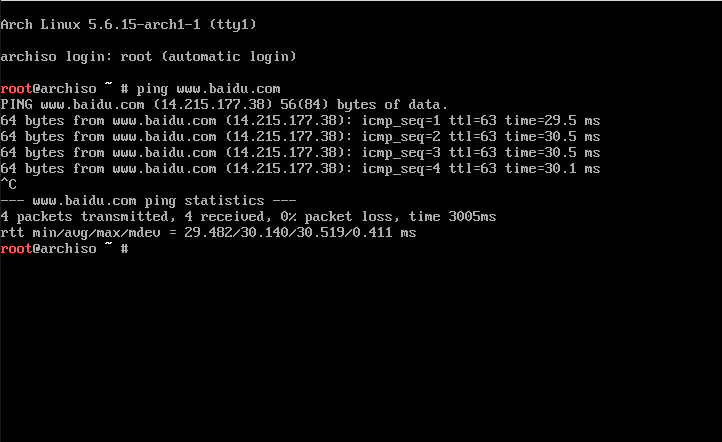 Arch Linux 5.6.15-arch1-1 (tty1)
archiso login: root (automatic login)
root@archiso ~ # ping www.baidu.com
PING www.baidu.com (14.215.177.38) 56(84) bytes of data.
64 bytes from www.baidu.com (14.215.177.38): icmp_seq=1 ttl=63 time=29.5 ms
64 bytes from www.baidu.com (14.215.177.38): icmp_seq=2 ttl=63 time=30.5 ms
64 bytes from www.baidu.com (14.215.177.38): icmp_seq=3 ttl=63 time=30.5 ms
64 bytes from www.baidu.com (14.215.177.38): icmp_seq=4 ttl=63 time=30.1 ms
^C
--- www.baidu.com ping statistics ---
4 packets transmitted, 4 received, 0% packet loss, time 3005ms
rtt min/avg/max/mdev = 29.482/30.140/30.519/0.411 ms
root@archiso ~ #